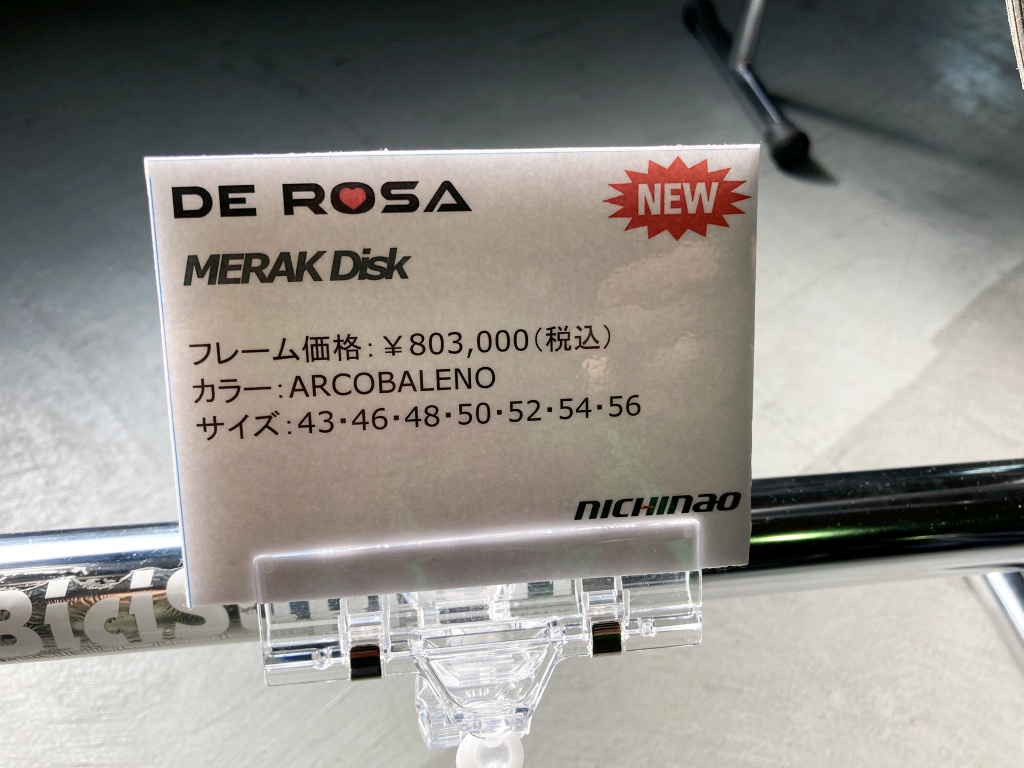 DE ROSA
NEW
MERAK Disk
フレーム価格：￥803,000（税込）
カラー：ARCOBALENO
サイズ：43・46・48・50・52・54・56
NICHINAO